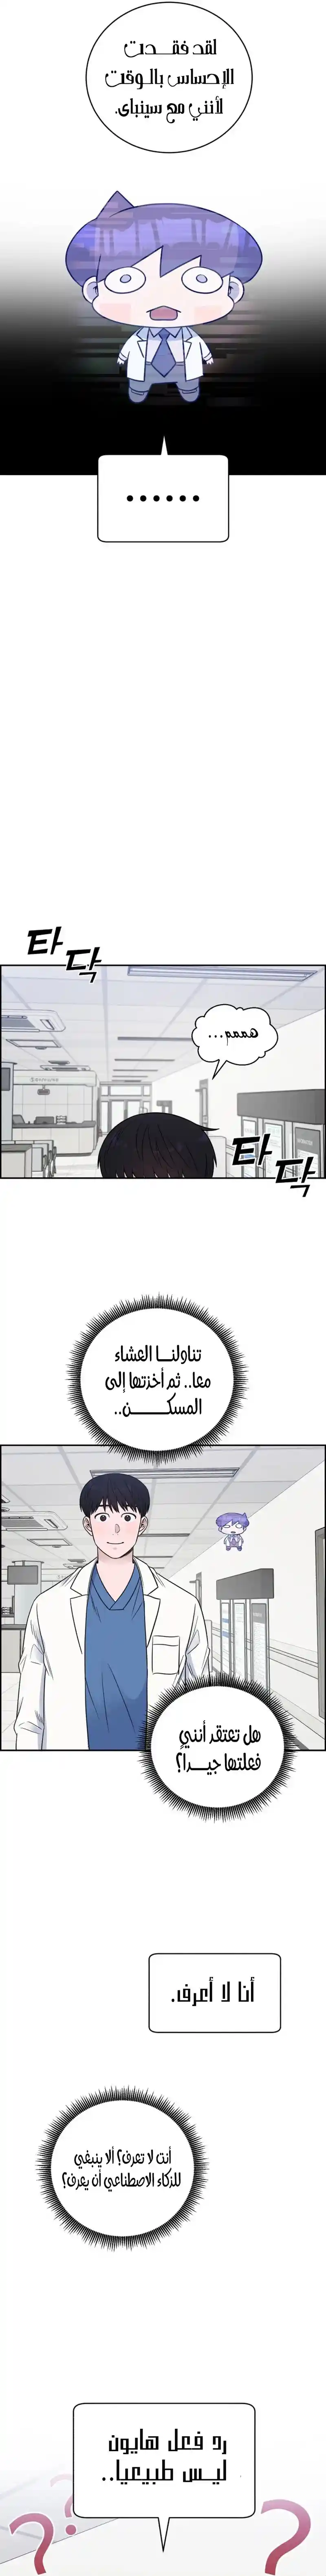 لقد فقدت
الإحساس بالوقت
لأنني مع سينباي.
......
타
닥
هممم...
타
닥
تناولنا العشاء
معا.. ثم أخذتها إلى
المسكن..
هل تعتقد أنني
فعلتها جيدا؟
أنا لا أعرف.
أنت لا تعرف؟ ألا ينبغي
للذكاء الاصطناعي أن يعرف؟
رد فعل هايون
ليس طبيعيا..
? ? ?